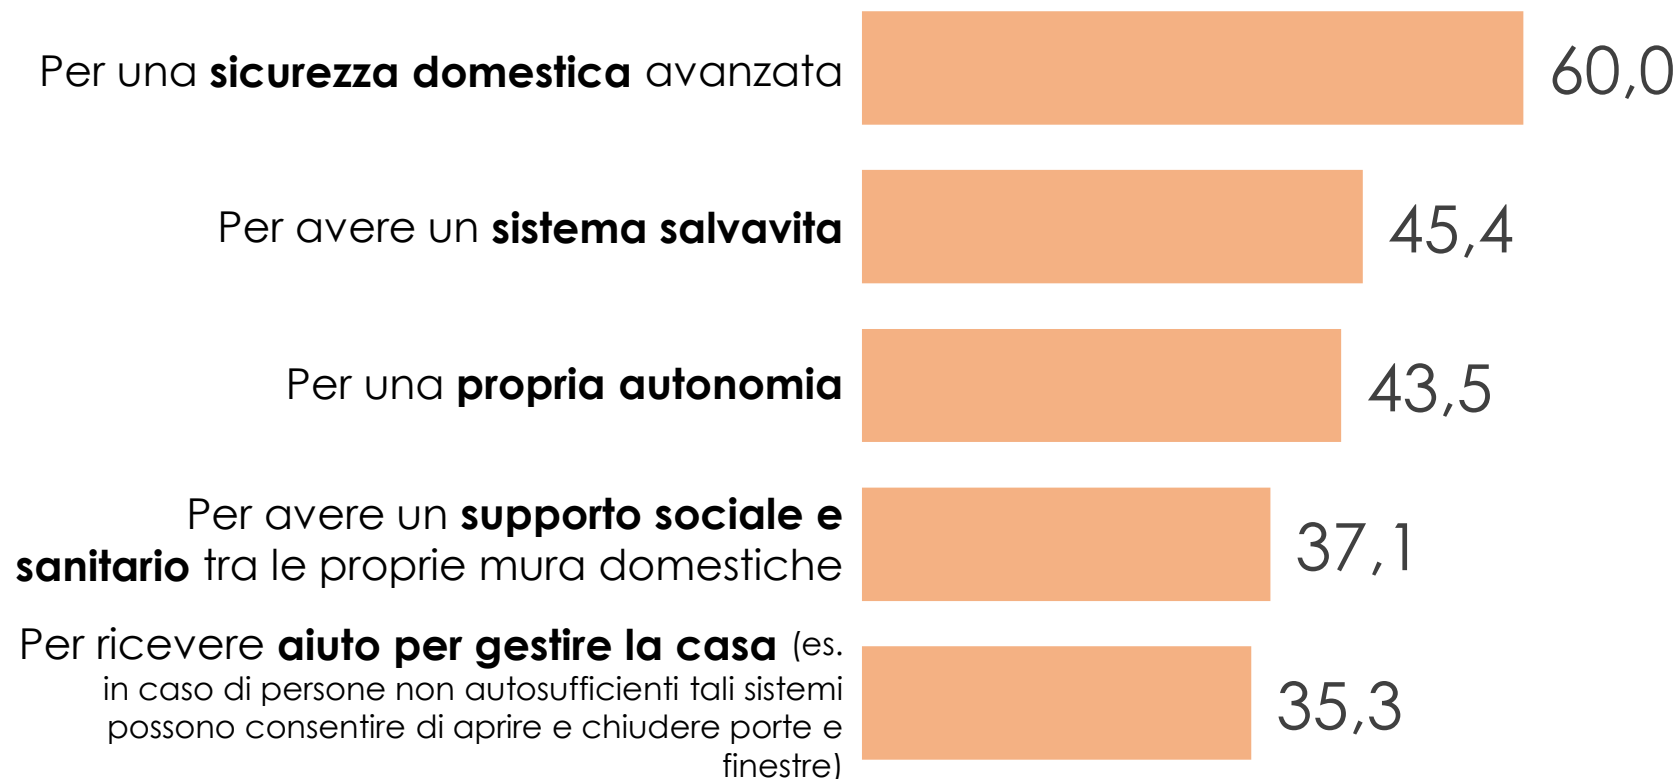 Per una sicurezza domestica avanzata
60,0
Per avere un sistema salvavita
45,4
Per una propria autonomia
43,5
Per avere un supporto sociale e
sanitario tra le proprie mura domestiche
37,1
Per ricevere aiuto per gestire la casa (es.
in caso di persone non autosufficienti tali sistemi
possono consentire di aprire e chiudere porte e
finestre)
35,3